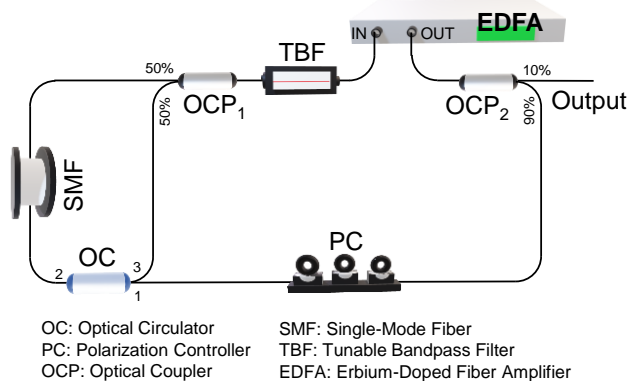 EDFA
IN
OUT
TBF
50%
50%
OCP1
OCP2
10%
90%
Output
SMF
OC
2
3
1
PC
OC: Optical Circulator
PC: Polarization Controller
OCP: Optical Coupler
SMF: Single-Mode Fiber
TBF: Tunable Bandpass Filter
EDFA: Erbium-Doped Fiber Amplifier